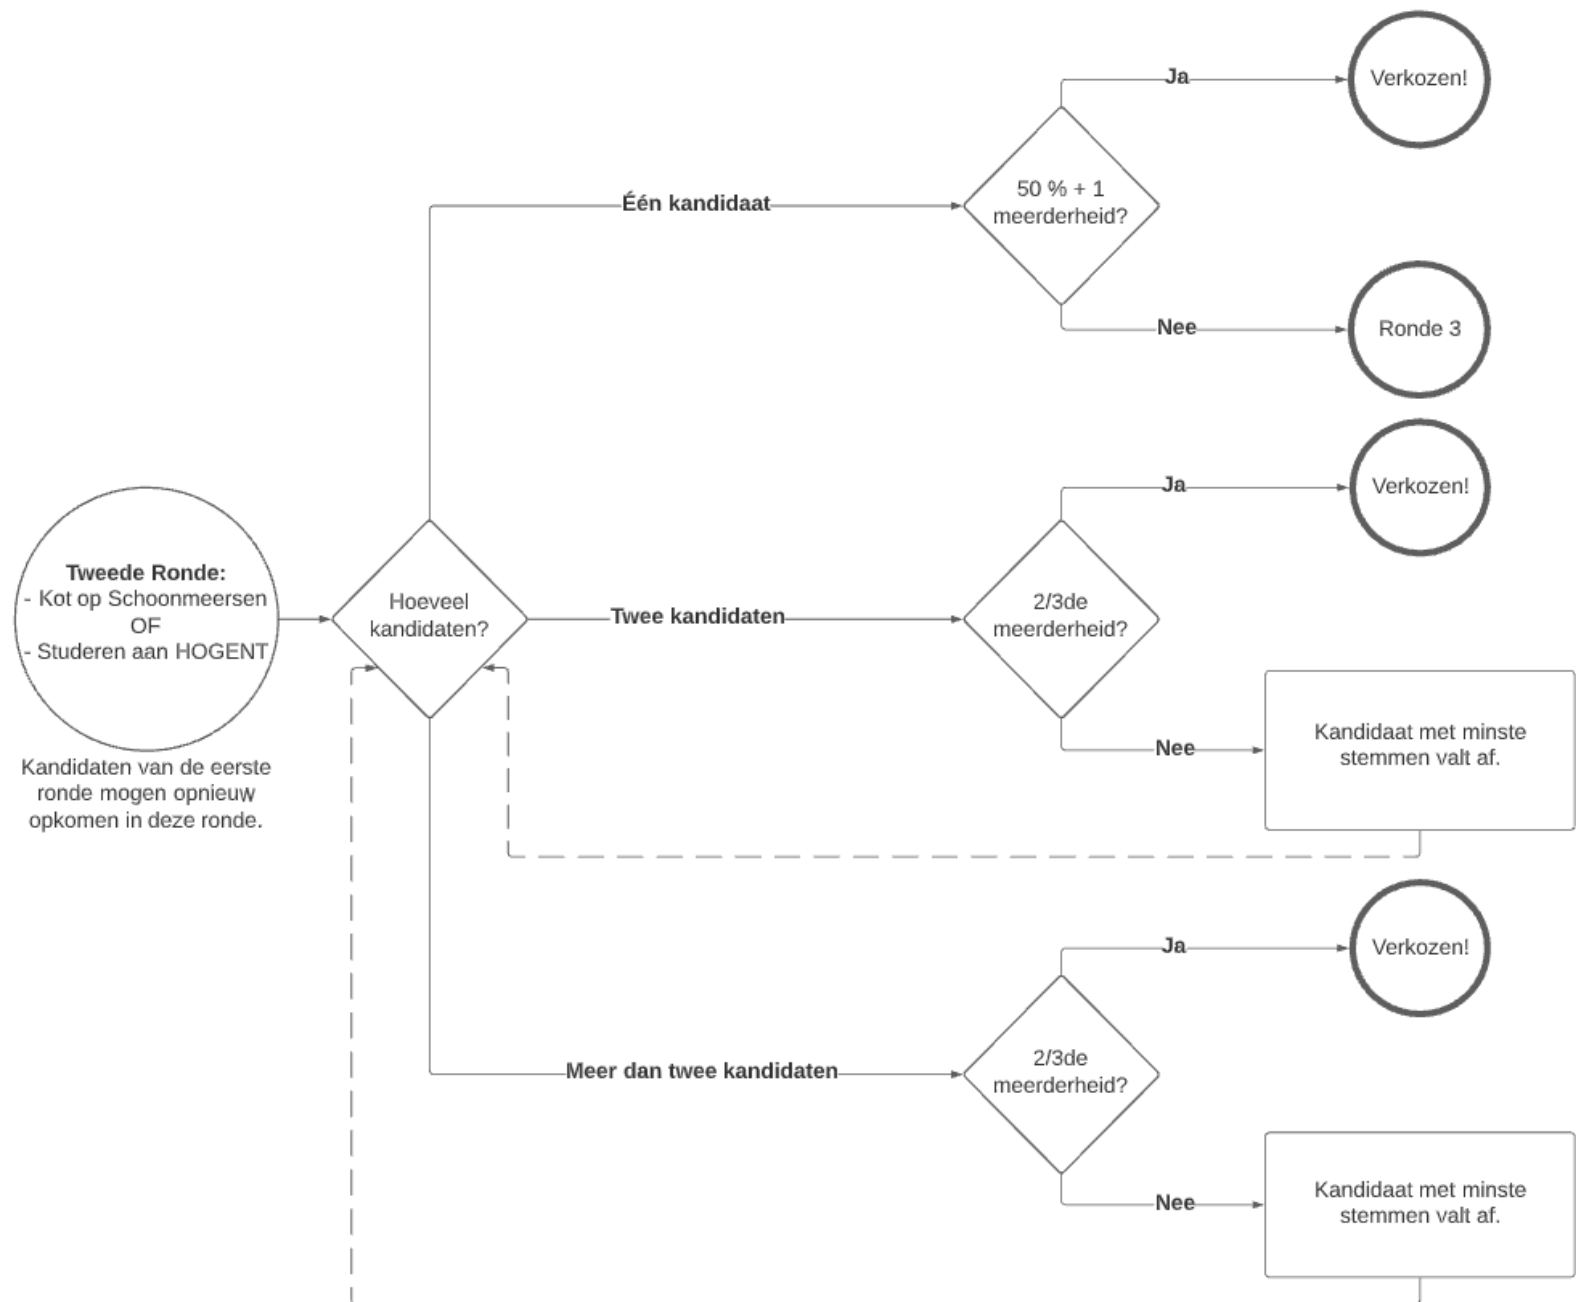 Ja
Verkozen!
50 % + 1
meerderheid?
Één kandidaat
Nee
Ronde 3
Ja
Verkozen!
Tweede Ronde:
- Kot op Schoonmeersen
OF
- Studeren aan HOGENT
Hoeveel
kandidaten?
Twee kandidaten
2/3de
meerderheid?
Nee
Kandidaat met minste
stemmen valt af.
Kandidaten van de eerste
ronde mogen opnieuw
opkomen in deze ronde.
Ja
Verkozen!
Meer dan twee kandidaten
2/3de
meerderheid?
Nee
Kandidaat met minste
stemmen valt af.